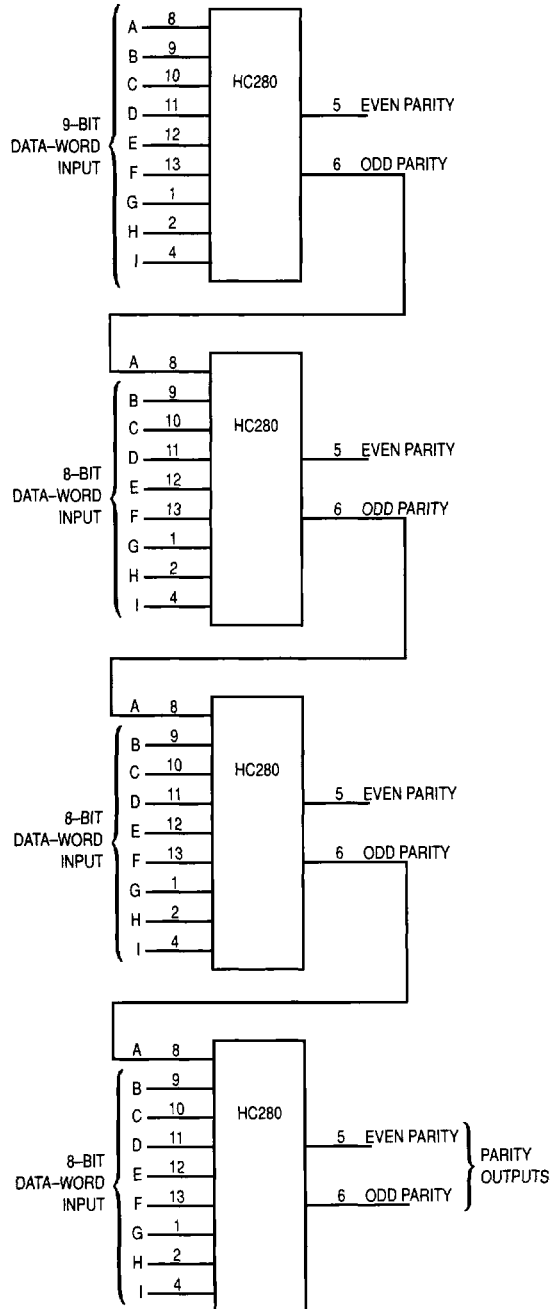 A 8
B 9
C 10
HC280
D 11
5 EVEN PARITY
9–BIT
DATA–WORD
INPUT
E 12
F 13
6 ODD PARITY
G 1
H 2
I 4
A 8
B 9
C 10
HC280
D 11
5 EVEN PARITY
8–BIT
DATA–WORD
INPUT
E 12
F 13
6 ODD PARITY
G 1
H 2
I 4
A 8
B 9
C 10
HC280
D 11
5 EVEN PARITY
8–BIT
DATA–WORD
INPUT
E 12
F 13
6 ODD PARITY
G 1
H 2
I 4
A 8
B 9
C 10
HC280
D 11
5 EVEN PARITY
PARITY
OUTPUTS
8–BIT
DATA–WORD
INPUT
E 12
F 13
6 ODD PARITY
G 1
H 2
I 4